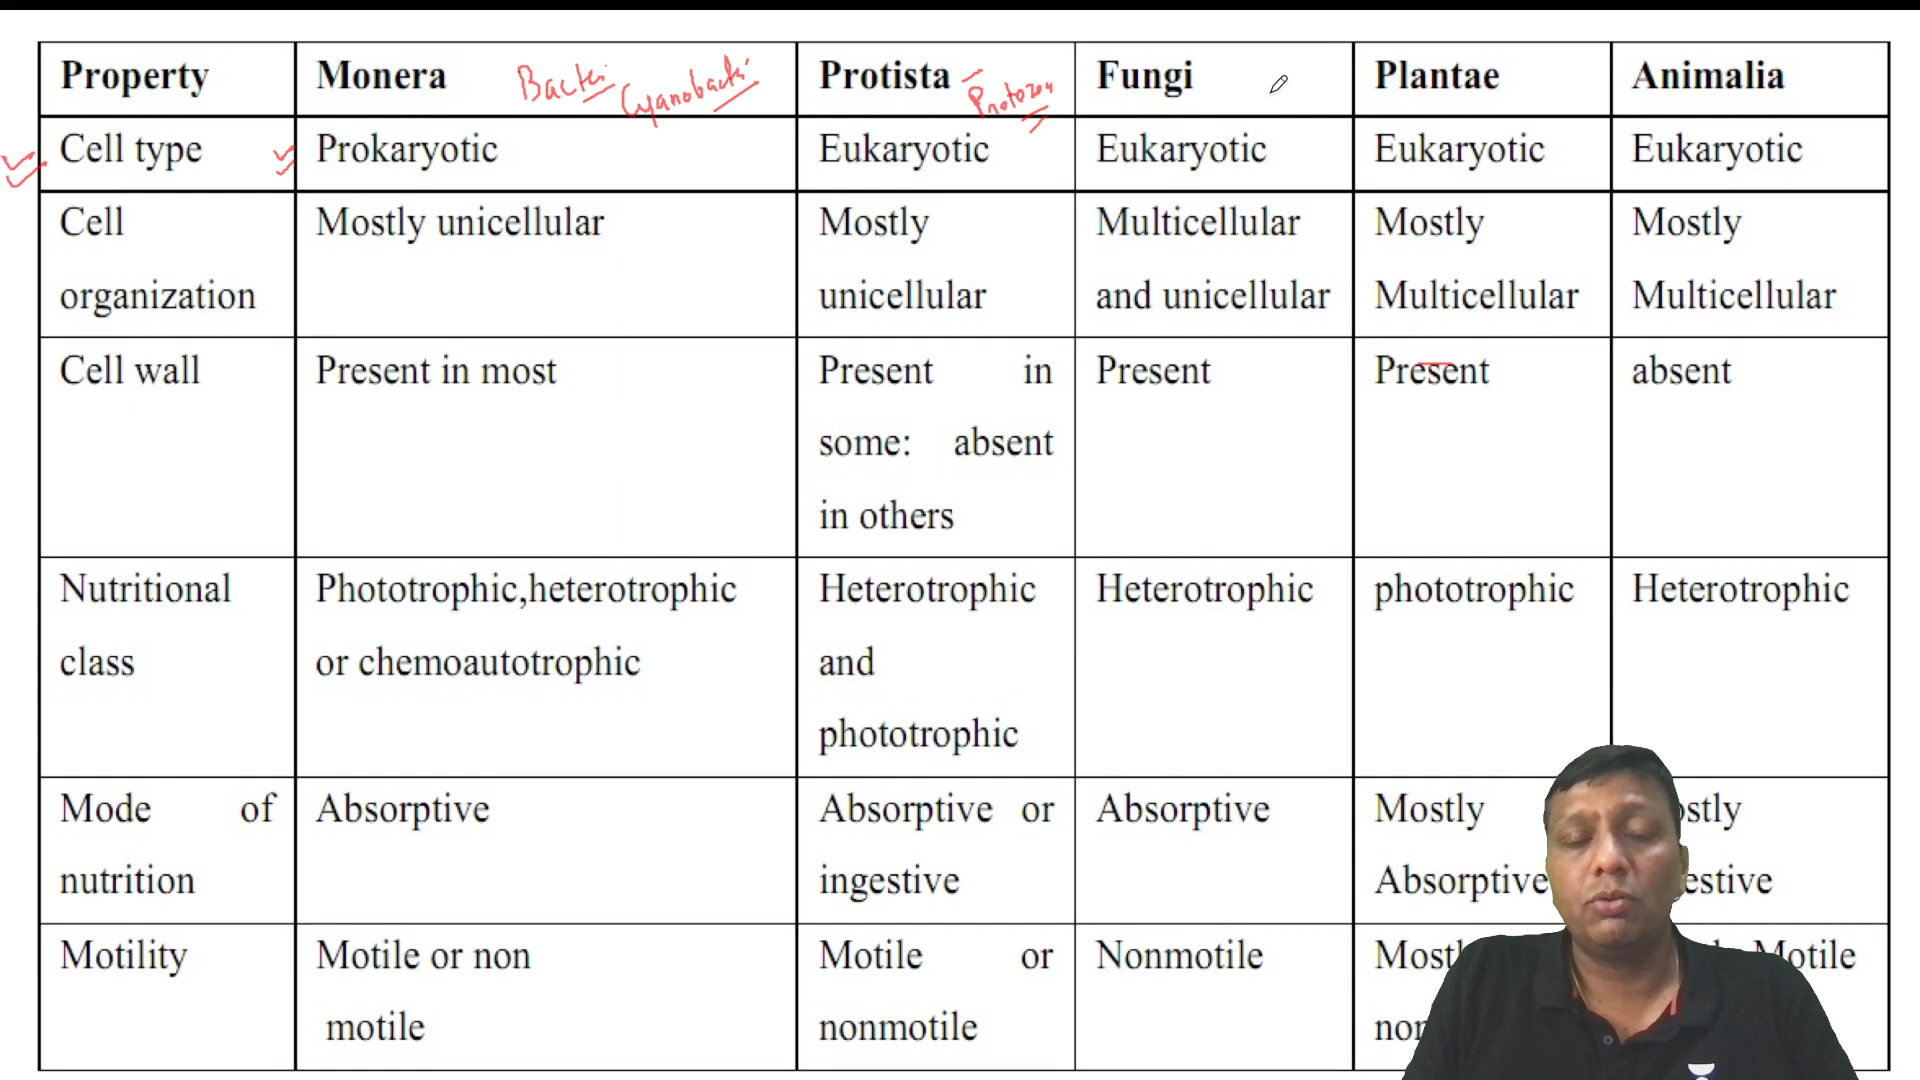 Property Monera Bacteri Cyanobacteri Protista Protozoa Fungi Plantae Animalia
Cell type Prokaryotic Eukaryotic Eukaryotic Eukaryotic Eukaryotic
Cell Mostly unicellular Mostly Multicellular Mostly Mostly
organization unicellular and unicellular Multicellular Multicellular
Cell wall Present in most Present in Present Present absent
some: absent
in others
Nutritional Phototrophic,heterotrophic Heterotrophic Heterotrophic phototrophic Heterotrophic
class or chemoautotrophic and
phototrophic
Mode of Absorptive Absorptive or Absorptive Mostly
nutrition ingestive Absorptive
Motility Motile or non Motile or Nonmotile Motile
motile nonmotile